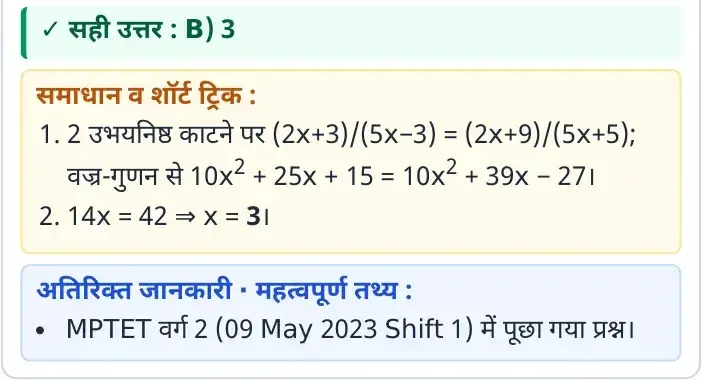 ✓ सही उत्तर : B) 3
समाधान व शॉर्ट ट्रिक :
1. 2 उभयनिष्ठ काटने पर (2x+3)/(5x−3) = (2x+9)/(5x+5);
वज्र-गुणन से 10x² + 25x + 15 = 10x² + 39x − 27।
2. 14x = 42 ⇒ x = 3।
अतिरिक्त जानकारी · महत्वपूर्ण तथ्य :
• MPTET वर्ग 2 (09 May 2023 Shift 1) में पूछा गया प्रश्न।